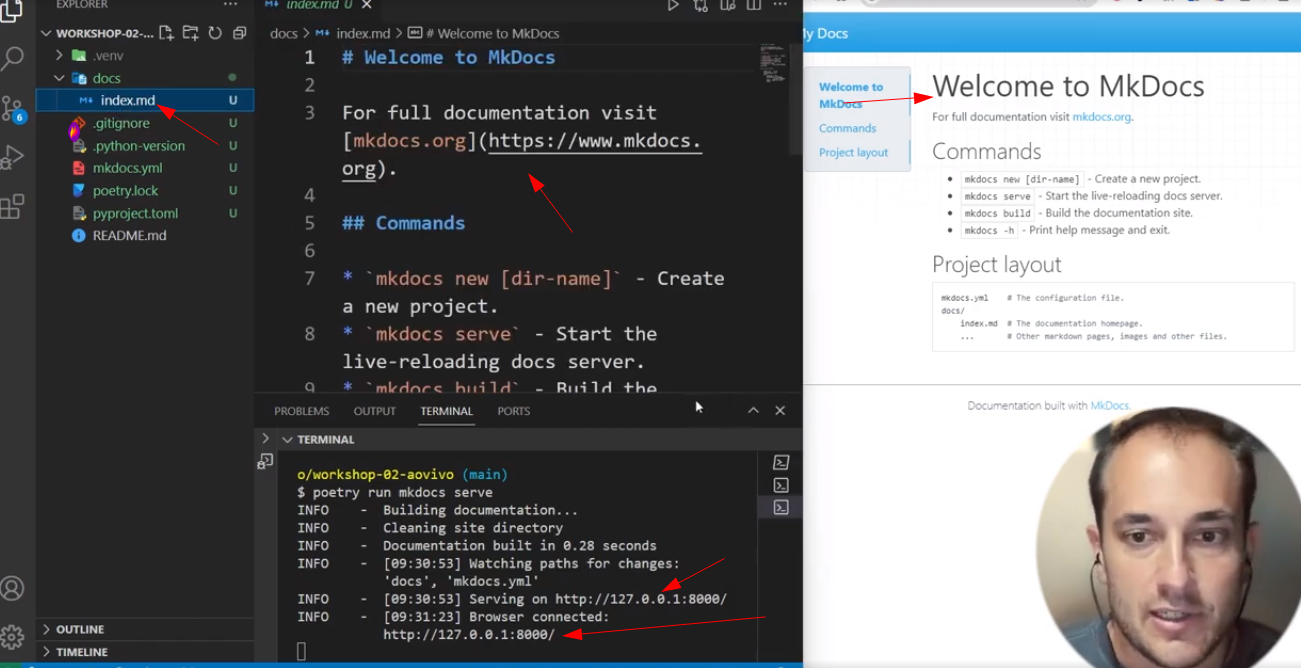 EXPLORER
WORKSHOP-02-...
.venv
docs
index.md U
.gitignore U
.python-version U
mkdocs.yml U
poetry.lock U
pyproject.toml U
README.md
OUTLINE
TIMELINE
6
index.md U
docs > index.md > # Welcome to MkDocs
1 # Welcome to MkDocs
2
3 For full documentation visit
[mkdocs.org](https://www.mkdocs.
org).
4
5 ## Commands
6
7 * `mkdocs new [dir-name]` - Create
a new project.
8 * `mkdocs serve` - Start the
live-reloading docs server.
9 * `mkdocs build` - Build the
PROBLEMS OUTPUT TERMINAL PORTS
TERMINAL
o/workshop-02-aovivo (main)
$ poetry run mkdocs serve
INFO - Building documentation...
INFO - Cleaning site directory
INFO - Documentation built in 0.28 seconds
INFO - [09:30:53] Watching paths for changes:
'docs', 'mkdocs.yml'
INFO - [09:30:53] Serving on http://127.0.0.1:8000/
INFO - [09:31:23] Browser connected:
http://127.0.0.1:8000/
My Docs
Welcome to
MkDocs
Commands
Project layout
Welcome to MkDocs
For full documentation visit mkdocs.org.
Commands
mkdocs new [dir-name] - Create a new project.
mkdocs serve - Start the live-reloading docs server.
mkdocs build - Build the documentation site.
mkdocs -h - Print help message and exit.
Project layout
mkdocs.yml # The configuration file.
docs/
index.md # The documentation homepage.
... # Other markdown pages, images and other files.
Documentation built with MkDocs.